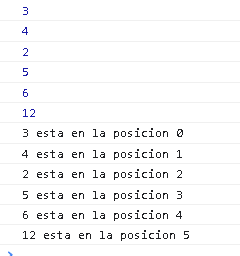 3
4
2
5
6
12
3 esta en la posicion 0
4 esta en la posicion 1
2 esta en la posicion 2
5 esta en la posicion 3
6 esta en la posicion 4
12 esta en la posicion 5